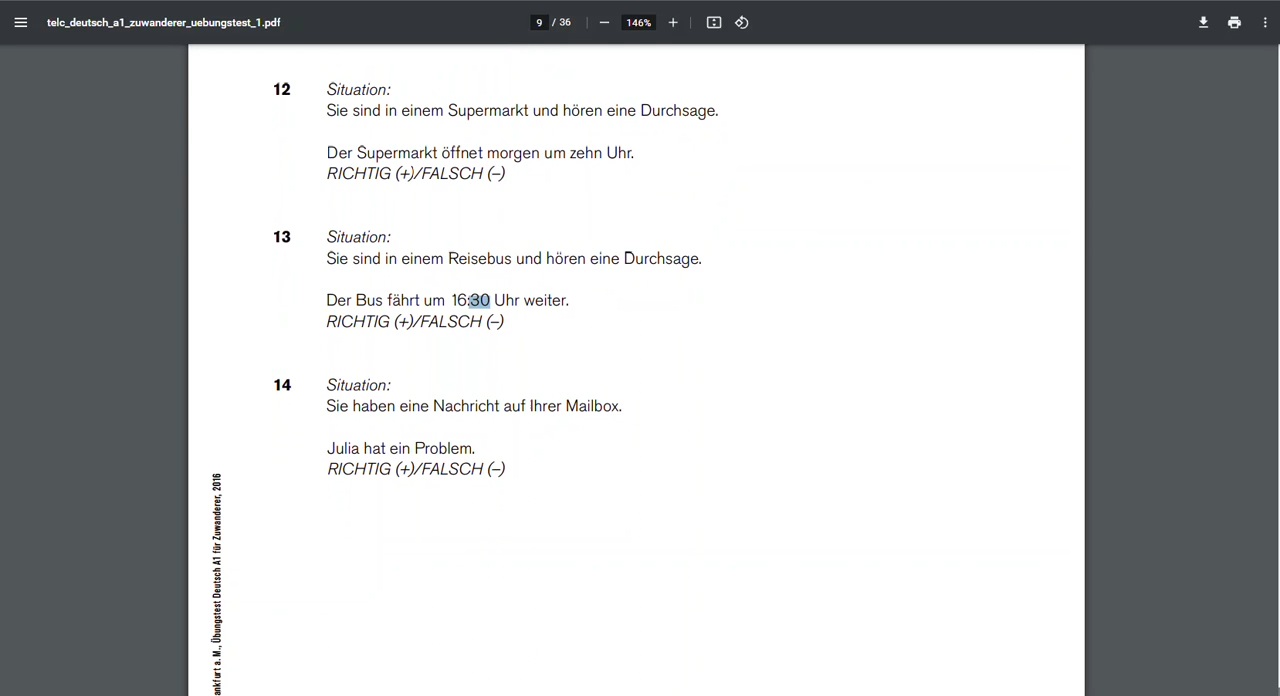 telc_deutsch_a1_zuwanderer_uebungstest_1.pdf
9 / 36
146%
12 Situation:
Sie sind in einem Supermarkt und hören eine Durchsage.
Der Supermarkt öffnet morgen um zehn Uhr.
RICHTIG (+)/FALSCH (–)
13 Situation:
Sie sind in einem Reisebus und hören eine Durchsage.
Der Bus fährt um 16:30 Uhr weiter.
RICHTIG (+)/FALSCH (–)
14 Situation:
Sie haben eine Nachricht auf Ihrer Mailbox.
Julia hat ein Problem.
RICHTIG (+)/FALSCH (–)
ankfurt a. M., Übungstest Deutsch A1 für Zuwanderer, 2016